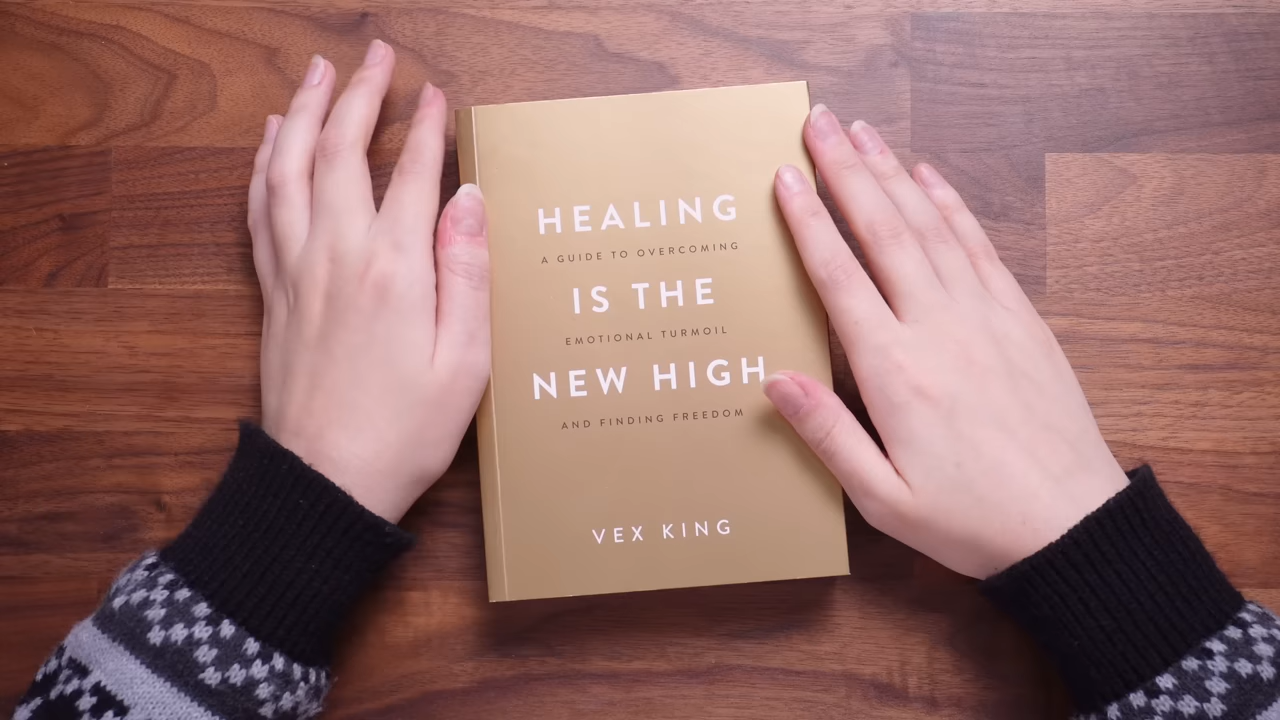 HEALING
A GUIDE TO OVERCOMING
IS THE
EMOTIONAL TURMOIL
NEW HIGH
AND FINDING FREEDOM
VEX KING